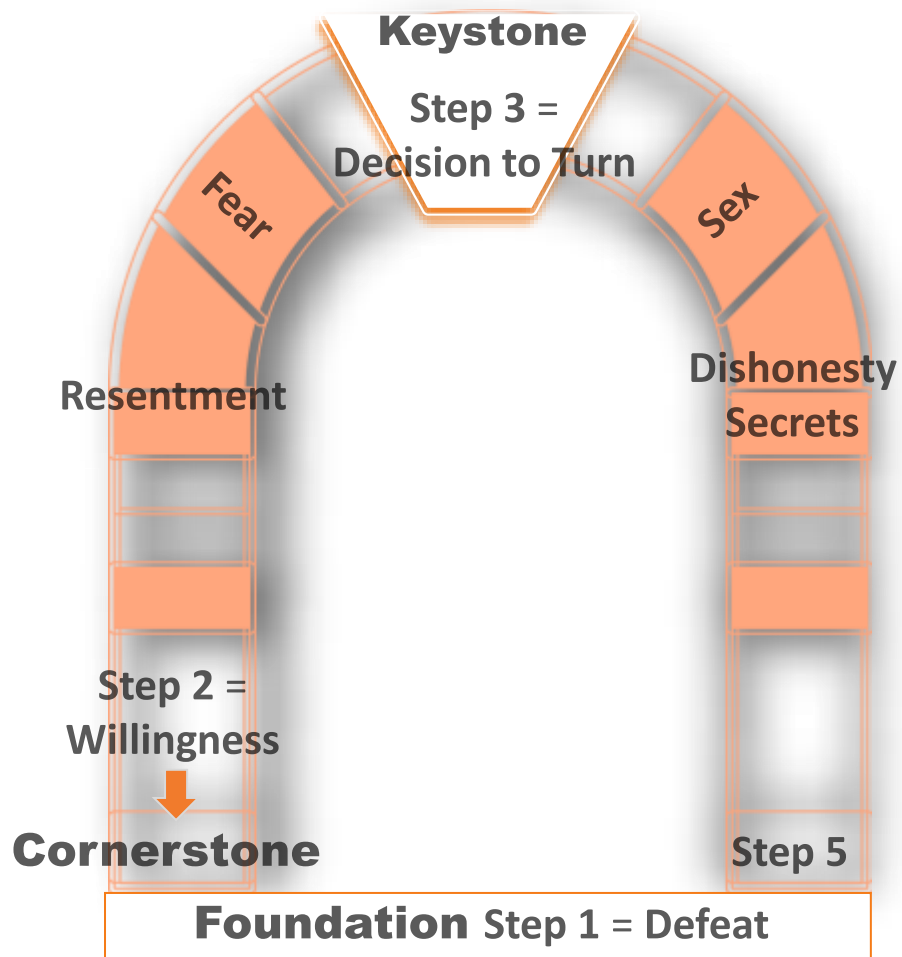 Keystone
Step 3 =
Decision to Turn
Fear
Sex
Resentment
Dishonesty
Secrets
Step 2 =
Willingness
Cornerstone
Step 5
Foundation Step 1 = Defeat